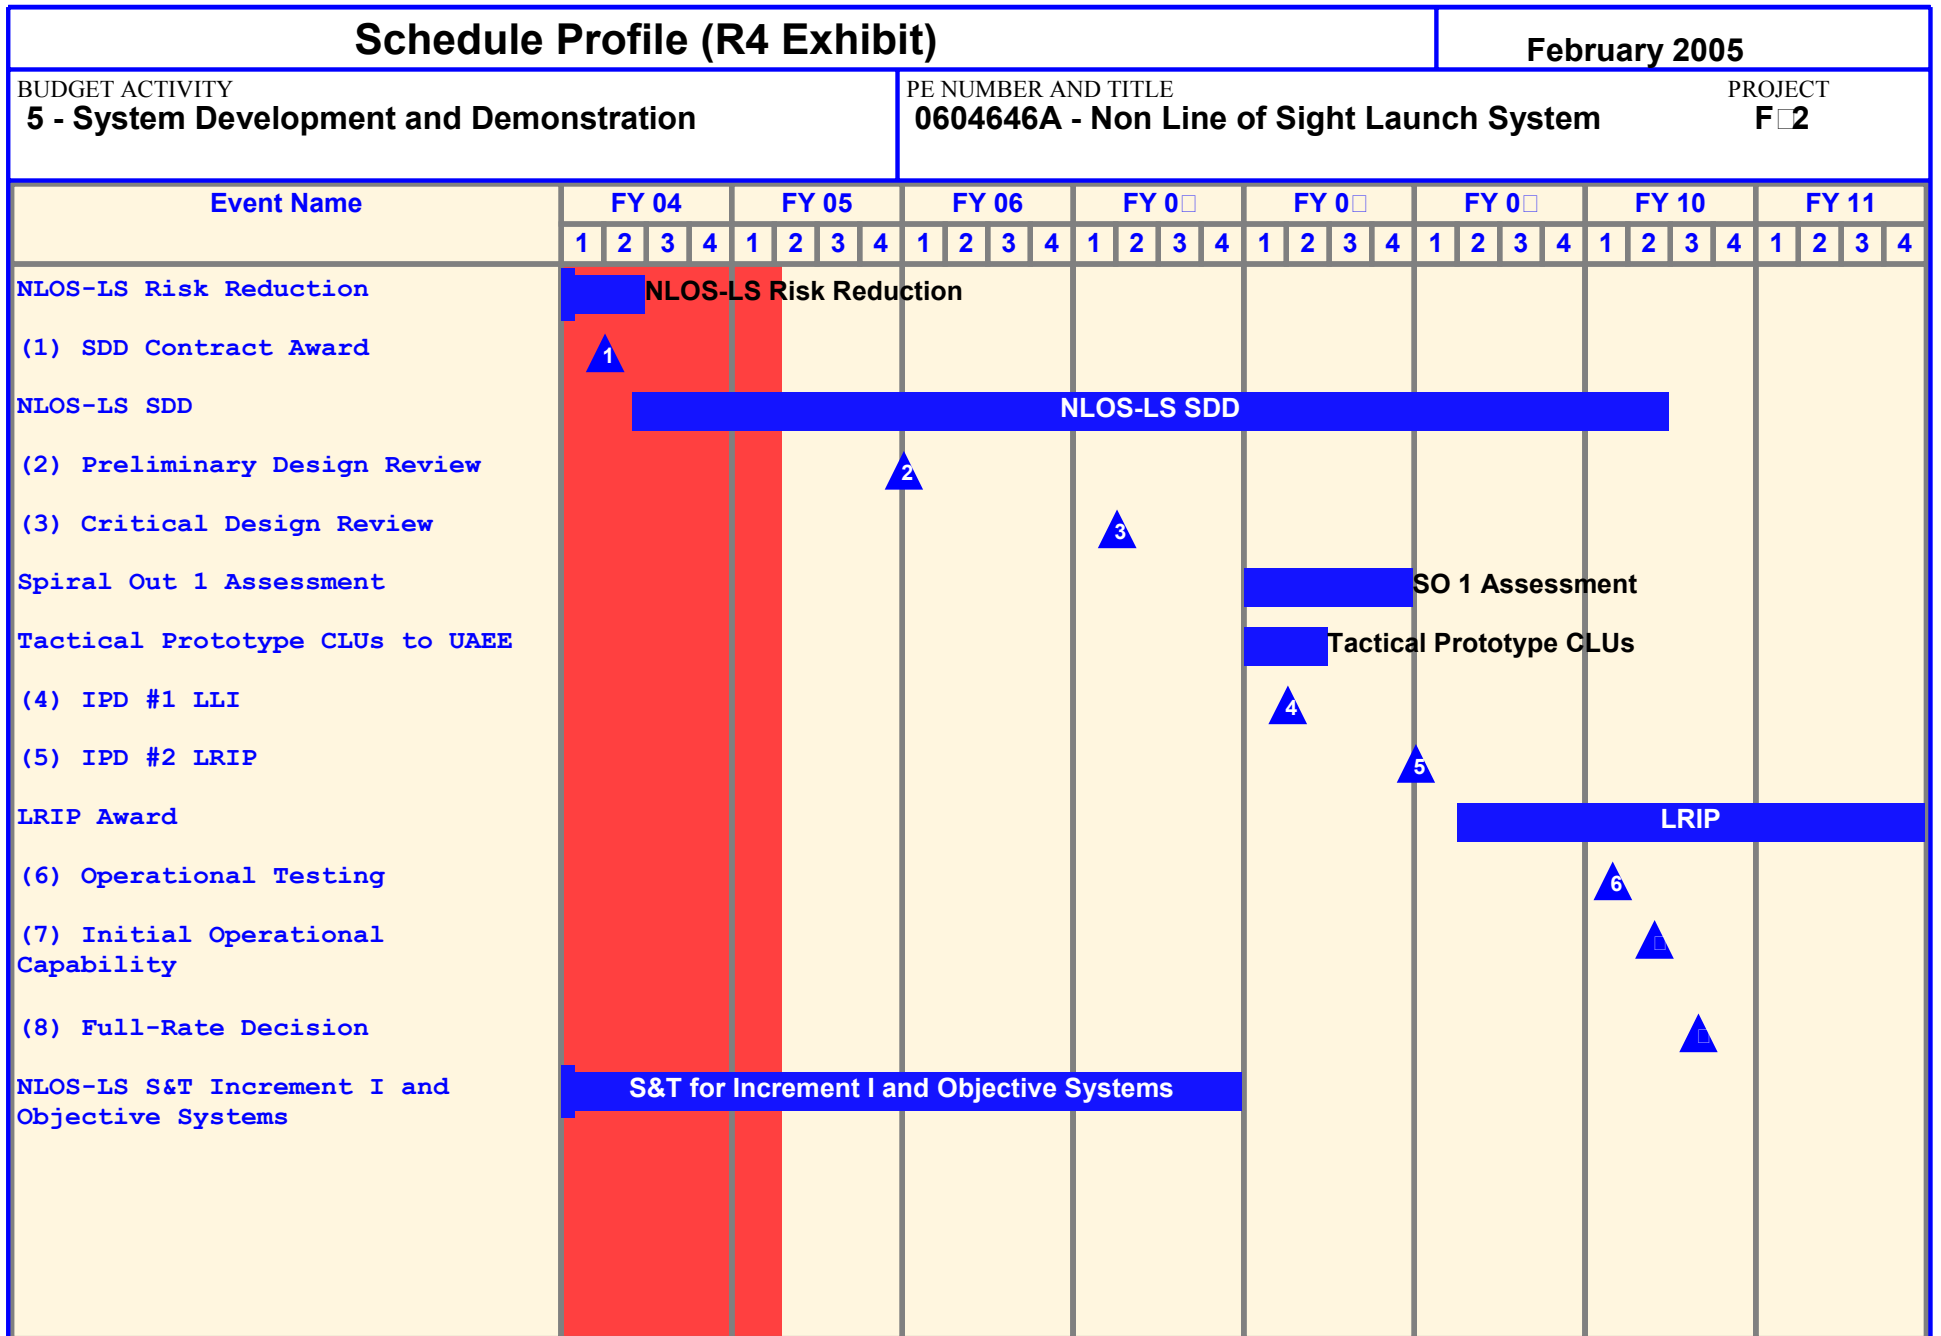 Schedule Profile (R4 Exhibit)
February 2005
BUDGET ACTIVITY
5 - System Development and Demonstration
PE NUMBER AND TITLE
0604646A - Non Line of Sight Launch System
PROJECT
F□2
Event Name
FY 04 FY 05 FY 06 FY 0□ FY 0□ FY 0□ FY 10 FY 11
1 2 3 4 1 2 3 4 1 2 3 4 1 2 3 4 1 2 3 4 1 2 3 4 1 2 3 4 1 2 3 4
NLOS-LS Risk Reduction
NLOS-LS Risk Reduction
(1) SDD Contract Award
1
NLOS-LS SDD
NLOS-LS SDD
(2) Preliminary Design Review
2
(3) Critical Design Review
3
Spiral Out 1 Assessment
SO 1 Assessment
Tactical Prototype CLUs to UAEE
Tactical Prototype CLUs
(4) IPD #1 LLI
4
(5) IPD #2 LRIP
5
LRIP Award
LRIP
(6) Operational Testing
6
(7) Initial Operational
Capability
□
(8) Full-Rate Decision
□
NLOS-LS S&T Increment I and
Objective Systems
S&T for Increment I and Objective Systems